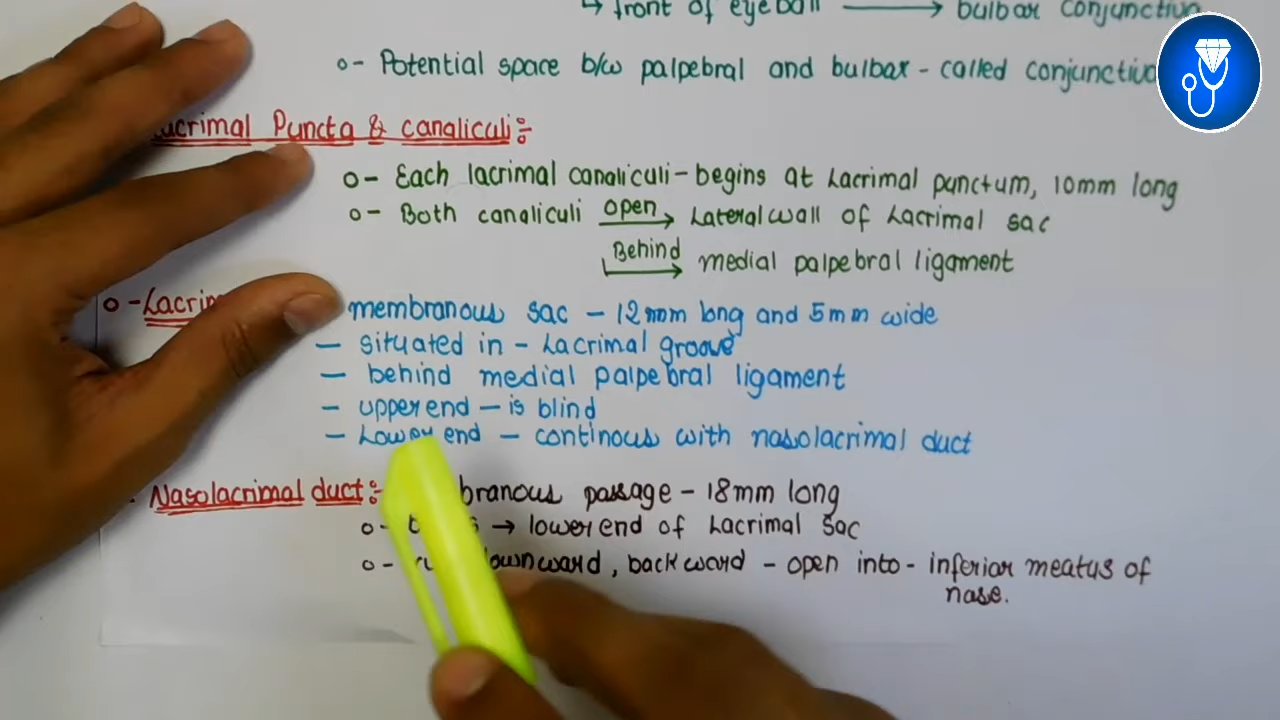 ↳ front of eyeball ⟶ bulbar conjunctiva
o- Potential space b/w palpebral and bulbar - called conjunctiva
Puncta & canaliculi:-
o- Each lacrimal canaliculi - begins at Lacrimal punctum, 10mm long
o- Both canaliculi open → Lateral wall of Lacrimal sac
Behind → medial palpebral ligament
o- membranous sac - 12mm long and 5mm wide
- situated in - Lacrimal groove
- behind medial palpebral ligament
- upper end - is blind
- Lower end - continous with nasolacrimal duct
Nasolacrimal duct:- passage - 18mm long
o- → lower end of Lacrimal Sac
o- downward, backward - open into - inferior meatus of
nose.